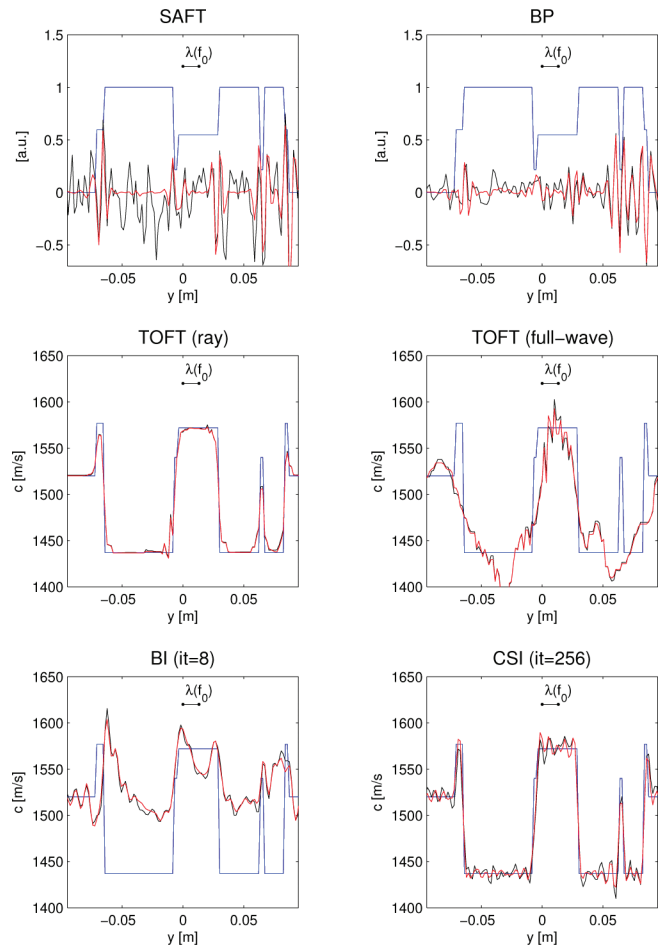 SAFT
BP
1.5
1
0.5
0
−0.5
[a.u.]
λ(f0)
−0.05 0 0.05
y [m]
1.5
1
0.5
0
−0.5
λ(f0)
−0.05 0 0.05
y [m]
TOFT (ray)
TOFT (full−wave)
1650
1600
1550
1500
1450
1400
c [m/s]
λ(f0)
−0.05 0 0.05
y [m]
1650
1600
1550
1500
1450
1400
c [m/s]
λ(f0)
−0.05 0 0.05
y [m]
BI (it=8)
CSI (it=256)
1650
1600
1550
1500
1450
1400
c [m/s]
λ(f0)
−0.05 0 0.05
y [m]
1650
1600
1550
1500
1450
1400
c [m/s]
λ(f0)
−0.05 0 0.05
y [m]